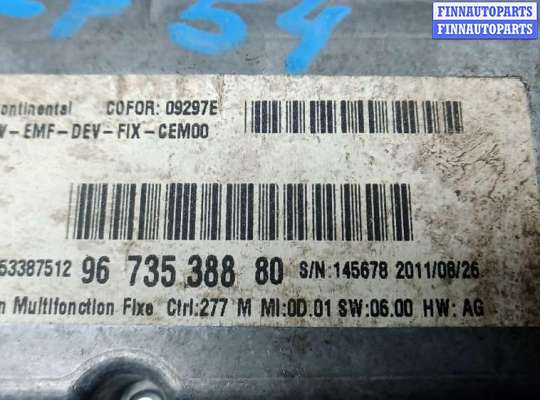 FINNAUTOPARTS
FINNAUTOPARTS
54
ontinental COFOR: 09297E
V-EMF-DEV-FIX-CEM00
53387512 96 735 388 80 S/N:145678 2011/08/26
n Multifonction Fixe Ctrl:277 M MI:0D.01 SW:06.00 HW: AG